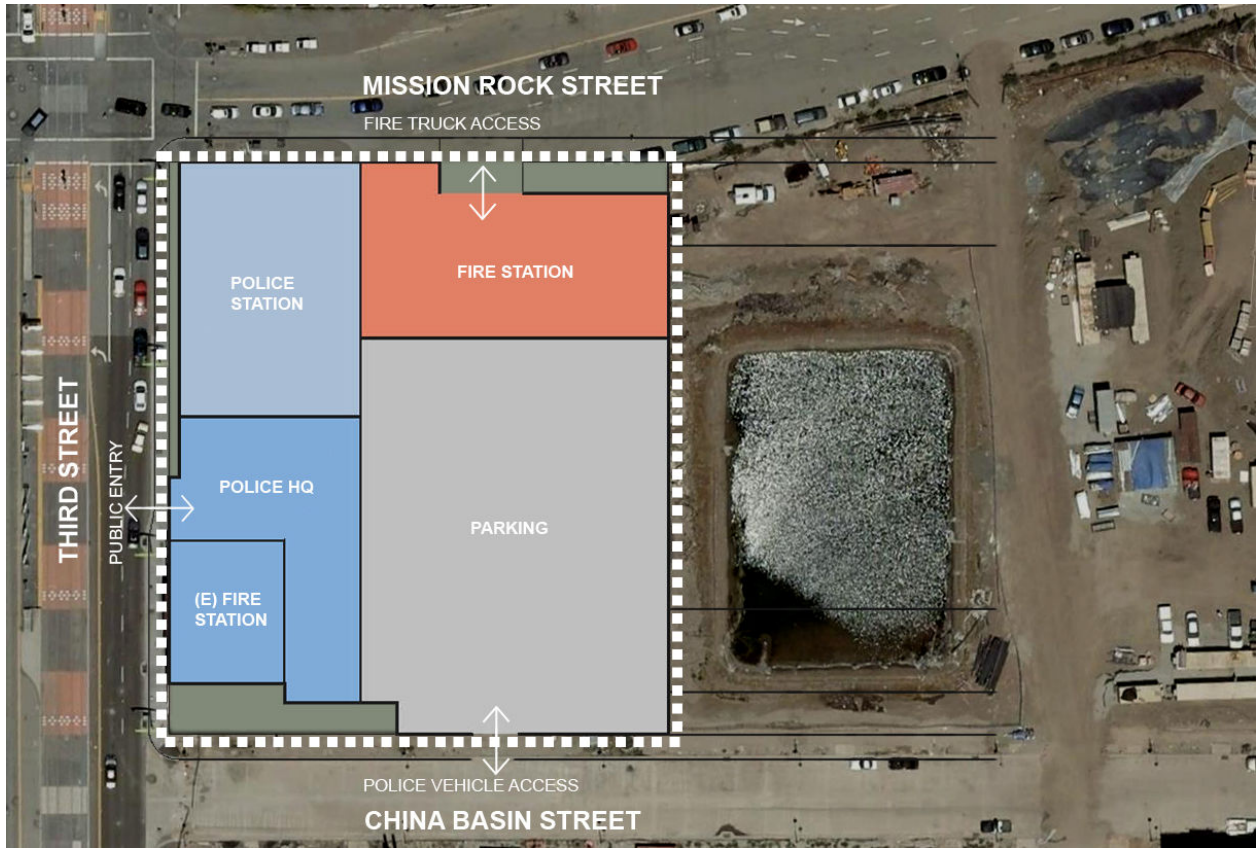 MISSION ROCK STREET
FIRE TRUCK ACCESS
POLICE
STATION
FIRE STATION
THIRD STREET
PUBLIC ENTRY
POLICE HQ
PARKING
(E) FIRE
STATION
POLICE VEHICLE ACCESS
CHINA BASIN STREET